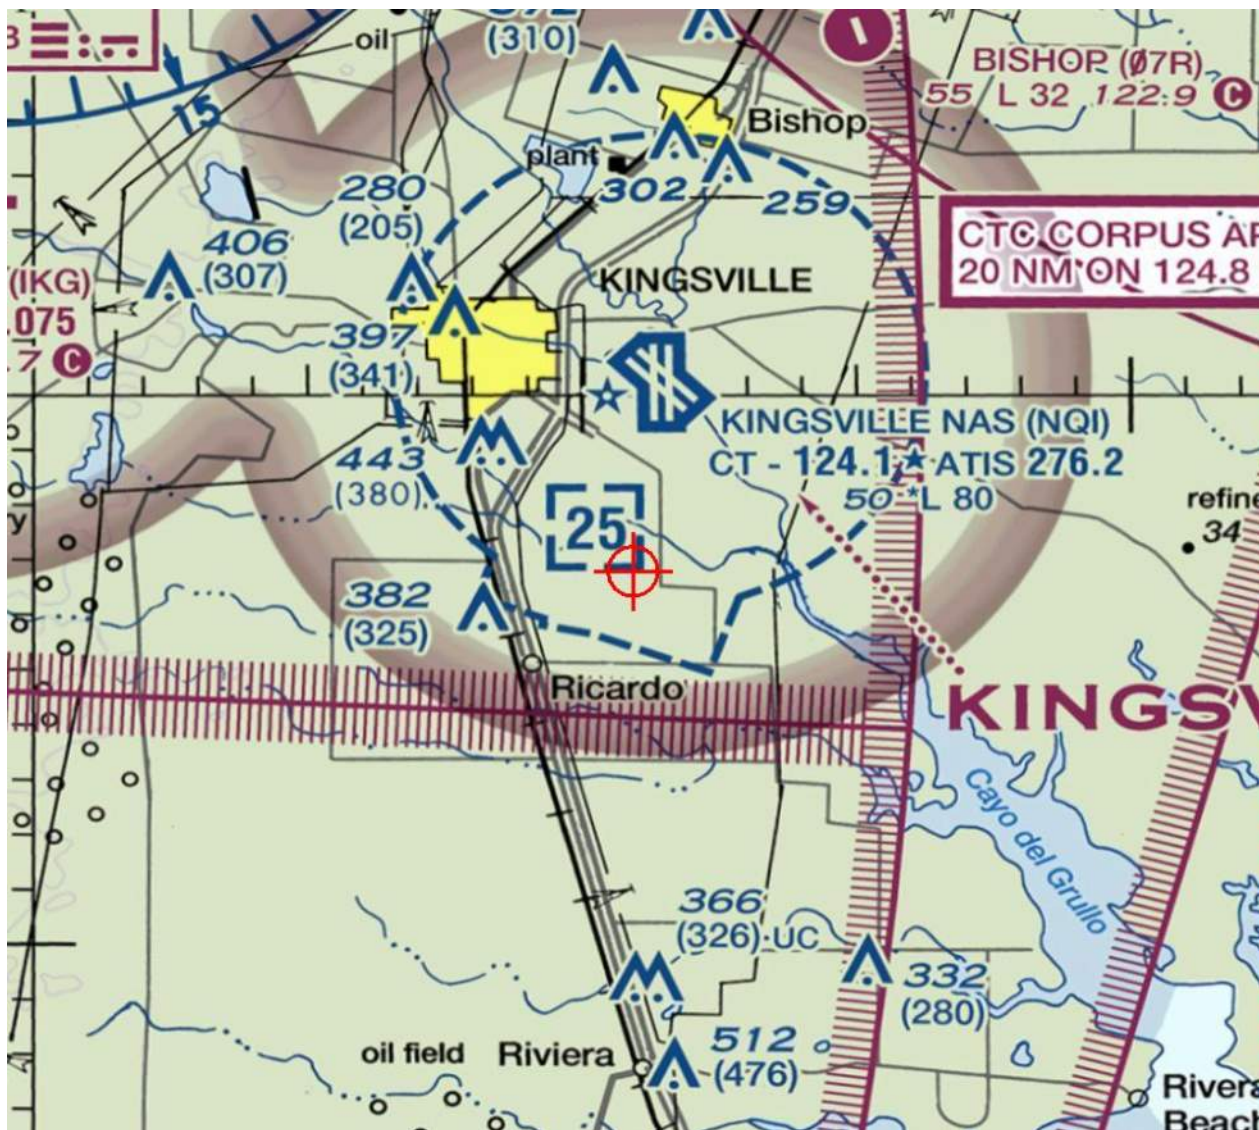 oil
(310)
15
BISHOP (Ø7R)
55 L 32 122.9 C
Bishop
plant
302
259
280
(205)
406
(307)
CTC CORPUS AP
20 NM ON 124.8
(IKG)
.075
.7 C
KINGSVILLE
397
(341)
KINGSVILLE NAS (NQI)
CT - 124.1 ★ ATIS 276.2
50 *L 80
443
(380)
25
refine
34
382
(325)
Ricardo
KINGSV
Cayo del Grullo
366
(326) UC
332
(280)
oil field
Riviera
512
(476)
Rivera
Beach